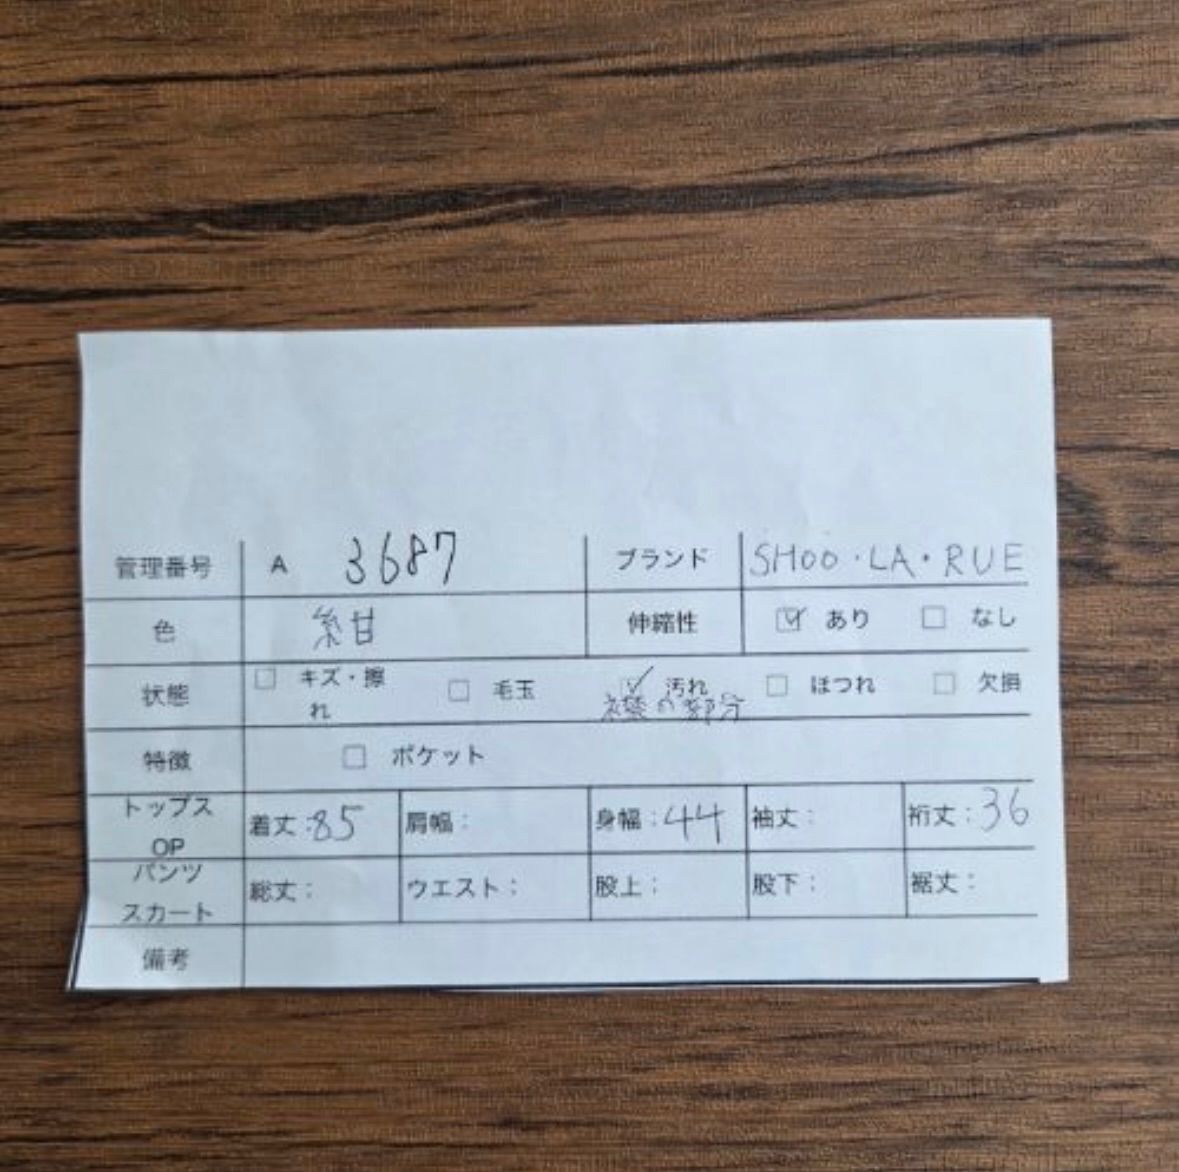 管理番号 A 3687 ブランド SHOO・LA・RUE
色 紺 伸縮性 ☑ あり ☐ なし
状態 ☐ キズ・擦れ ☐ 毛玉 ☑ 汚れ ☐ ほつれ ☐ 欠損
の部分
特徴 ☐ ポケット
トップス OP 着丈:85 肩幅: 身幅:44 袖丈: 裄丈:36
パンツ スカート 総丈: ウエスト: 股上: 股下: 裾丈:
備考